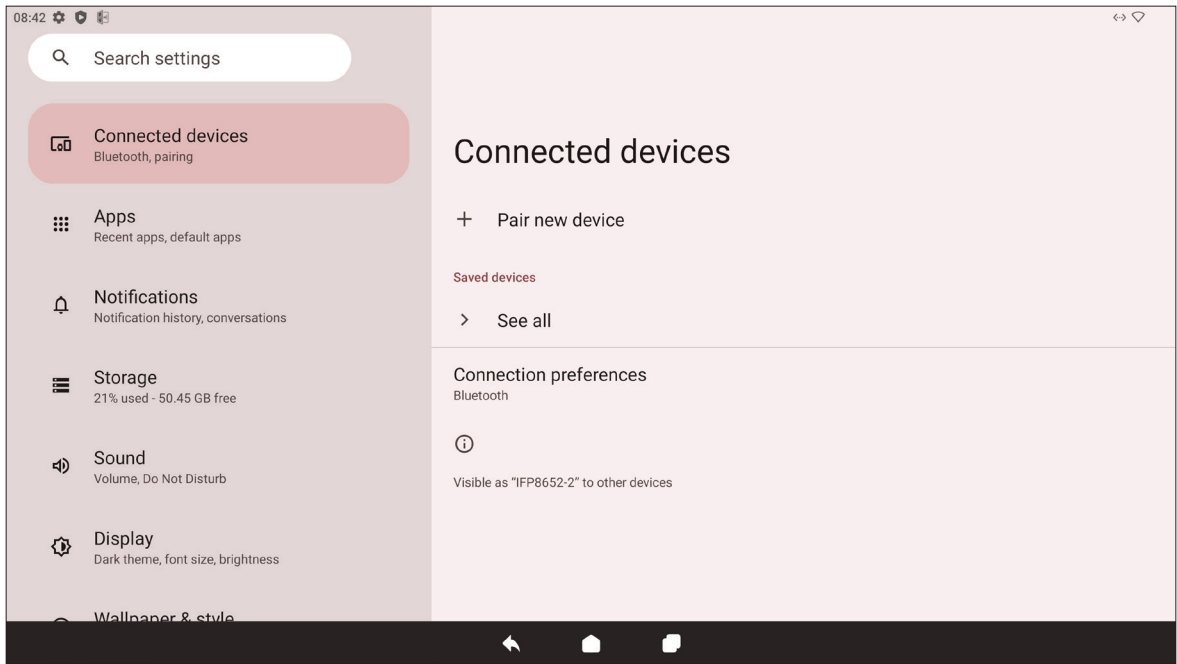 08:42
Search settings
Connected devices
Bluetooth, pairing
Apps
Recent apps, default apps
Notifications
Notification history, conversations
Storage
21% used - 50.45 GB free
Sound
Volume, Do Not Disturb
Display
Dark theme, font size, brightness
Wallpaper & style
Connected devices
Pair new device
Saved devices
See all
Connection preferences
Bluetooth
Visible as “IFP8652-2” to other devices